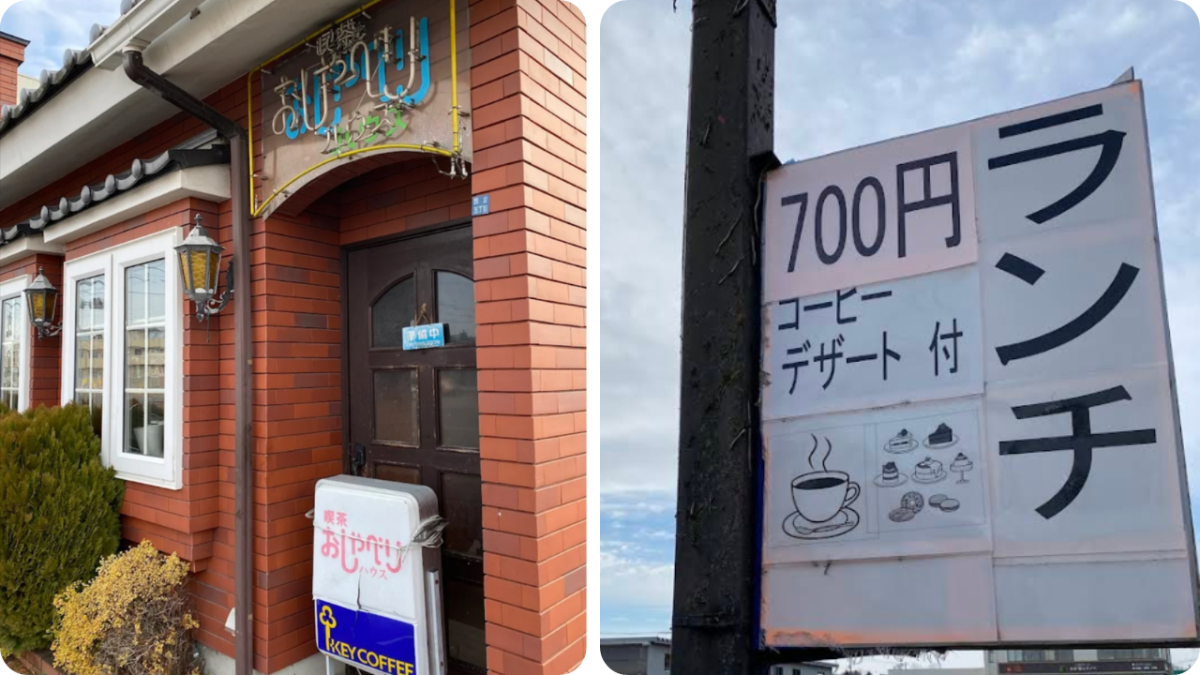 喫茶
おしゃべり
ハウス
準備中
喫茶
おしゃべり
ハウス
KEY COFFEE
ランチ
700円
コーヒー
デザート 付